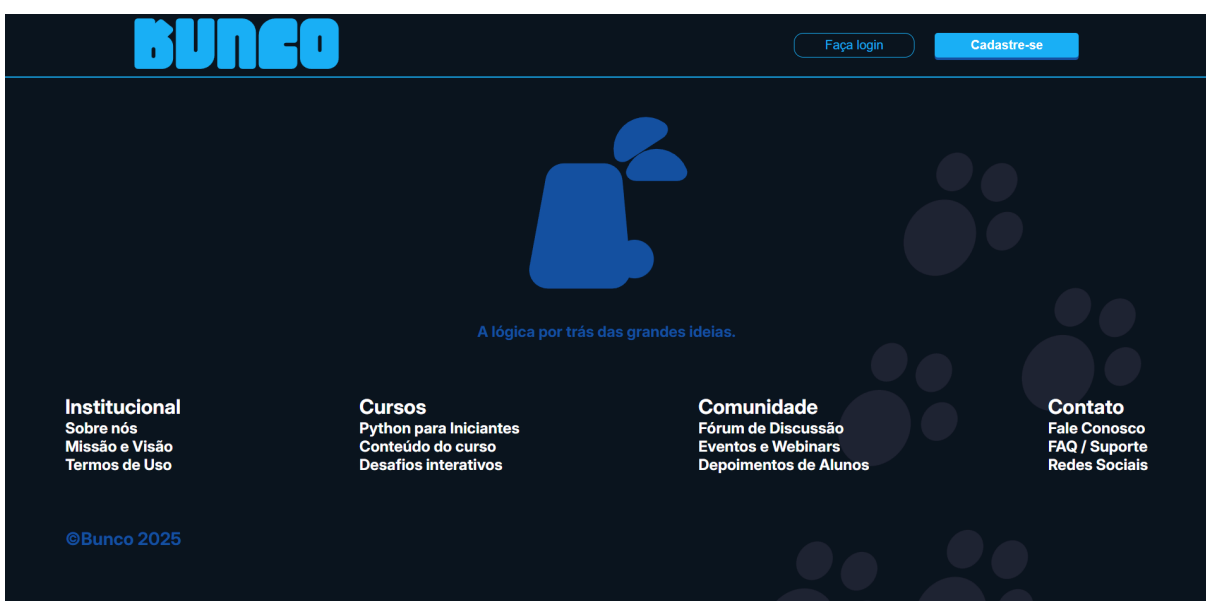 BUNCO
Faça login
Cadastre-se
A lógica por trás das grandes ideias.
Institucional
Sobre nós
Missão e Visão
Termos de Uso
Cursos
Python para Iniciantes
Conteúdo do curso
Desafios interativos
Comunidade
Fórum de Discussão
Eventos e Webinars
Depoimentos de Alunos
Contato
Fale Conosco
FAQ / Suporte
Redes Sociais
©Bunco 2025